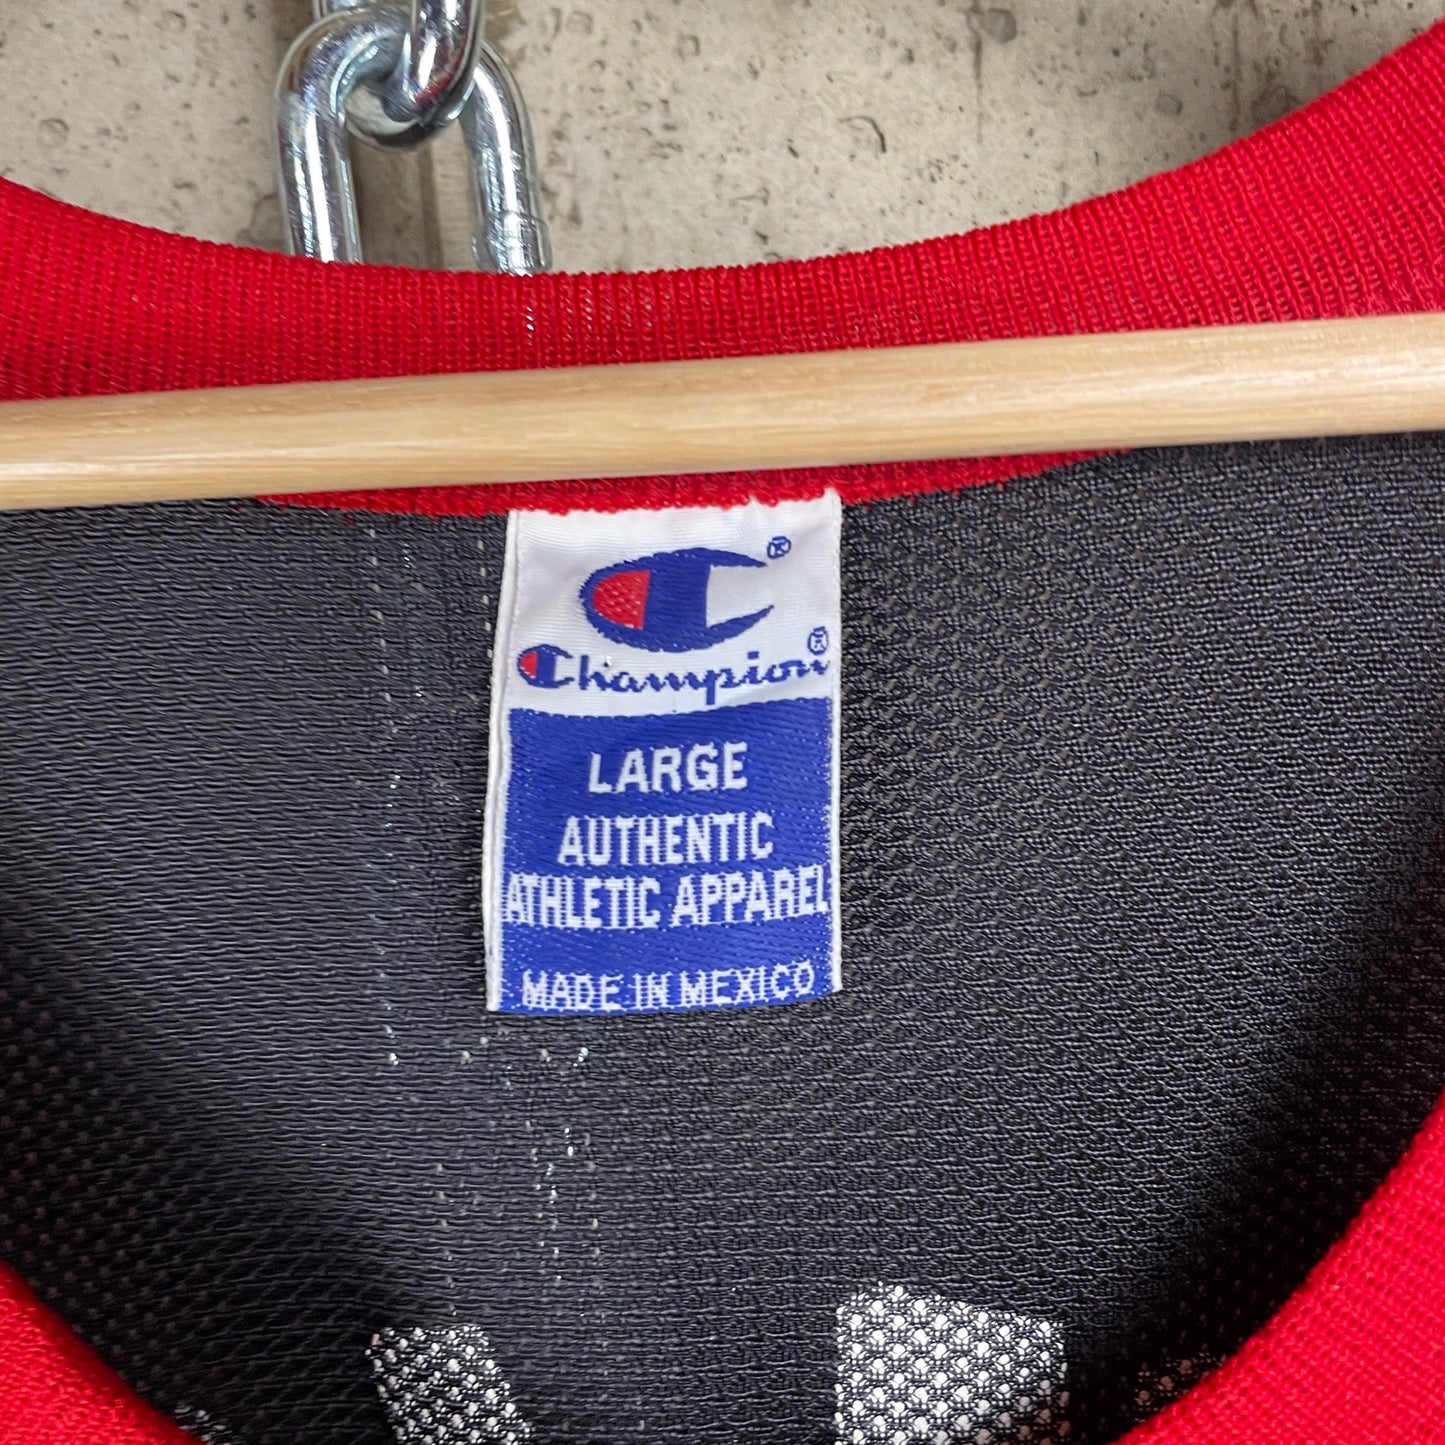 ®
Champion®
LARGE
AUTHENTIC
ATHLETIC APPAREL
MADE IN MEXICO